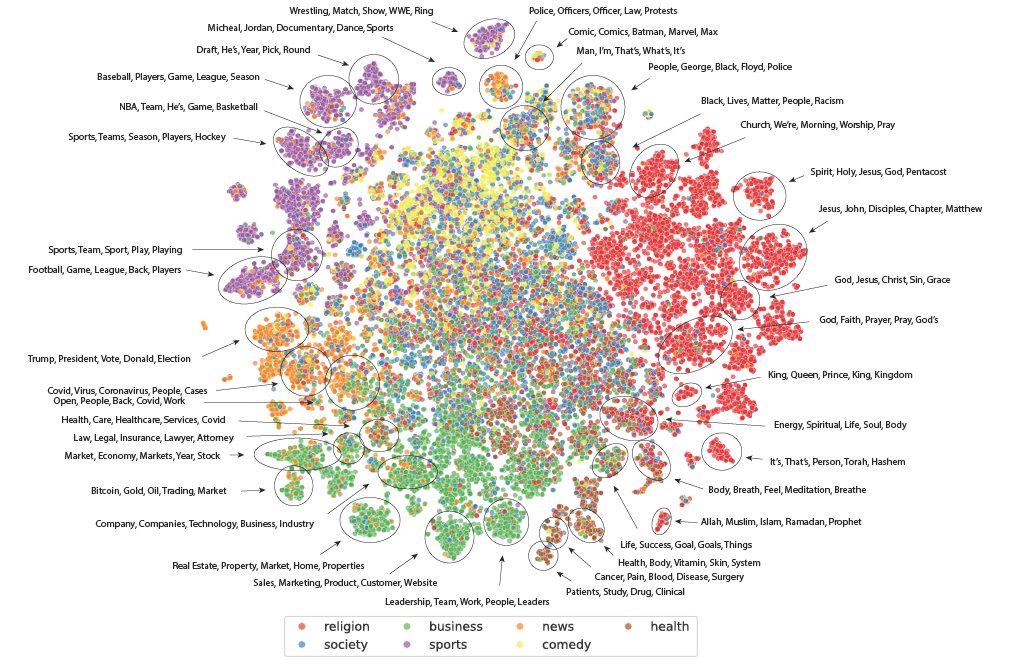 Wrestling, Match, Show, WWE, Ring
Police, Officers, Officer, Law, Protests
Micheal, Jordan, Documentary, Dance, Sports
Comic, Comics, Batman, Marvel, Max
Draft, He's, Year, Pick, Round
Man, I'm, That's, What's, It's
Baseball, Players, Game, League, Season
People, George, Black, Floyd, Police
NBA, Team, He's, Game, Basketball
Black, Lives, Matter, People, Racism
Sports, Teams, Season, Players, Hockey
Church, We're, Morning, Worship, Pray
Spirit, Holy, Jesus, God, Pentacost
Jesus, John, Disciples, Chapter, Matthew
Sports, Team, Sport, Play, Playing
Football, Game, League, Back, Players
God, Jesus, Christ, Sin, Grace
God, Faith, Prayer, Pray, God's
Trump, President, Vote, Donald, Election
King, Queen, Prince, King, Kingdom
Covid, Virus, Coronavirus, People, Cases
Open, People, Back, Covid, Work
Health, Care, Healthcare, Services, Covid
Energy, Spiritual, Life, Soul, Body
Law, Legal, Insurance, Lawyer, Attorney
Market, Economy, Markets, Year, Stock
It's, That's, Person, Torah, Hashem
Bitcoin, Gold, Oil, Trading, Market
Body, Breath, Feel, Meditation, Breathe
Company, Companies, Technology, Business, Industry
Allah, Muslim, Islam, Ramadan, Prophet
Life, Success, Goal, Goals, Things
Real Estate, Property, Market, Home, Properties
Health, Body, Vitamin, Skin, System
Sales, Marketing, Product, Customer, Website
Cancer, Pain, Blood, Disease, Surgery
Patients, Study, Drug, Clinical
Leadership, Team, Work, People, Leaders
religion business news health
society sports comedy